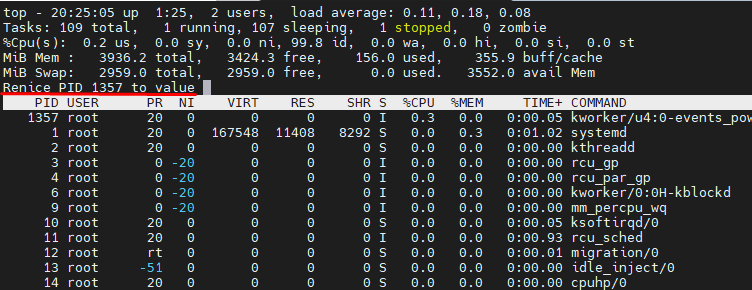 top - 20:25:05 up  1:25,  2 users,  load average: 0.11, 0.18, 0.08
Tasks: 109 total,   1 running, 107 sleeping,   1 stopped,   0 zombie
%Cpu(s):  0.2 us,  0.0 sy,  0.0 ni, 99.8 id,  0.0 wa,  0.0 hi,  0.0 si,  0.0 st
MiB Mem :   3936.2 total,   3424.3 free,    156.0 used,    355.9 buff/cache
MiB Swap:   2959.0 total,   2959.0 free,      0.0 used.   3552.0 avail Mem
Renice PID 1357 to value
PID USER      PR  NI    VIRT    RES    SHR S  %CPU  %MEM     TIME+ COMMAND
1357 root      20   0       0      0      0 I   0.3   0.0   0:00.05 kworker/u4:0-events_pow
1 root      20   0  167548  11408   8292 S   0.0   0.3   0:01.02 systemd
2 root      20   0       0      0      0 S   0.0   0.0   0:00.00 kthreadd
3 root       0 -20       0      0      0 I   0.0   0.0   0:00.00 rcu_gp
4 root       0 -20       0      0      0 I   0.0   0.0   0:00.00 rcu_par_gp
6 root       0 -20       0      0      0 I   0.0   0.0   0:00.00 kworker/0:0H-kblockd
9 root       0 -20       0      0      0 I   0.0   0.0   0:00.00 mm_percpu_wq
10 root      20   0       0      0      0 S   0.0   0.0   0:00.05 ksoftirqd/0
11 root      20   0       0      0      0 I   0.0   0.0   0:00.93 rcu_sched
12 root      rt   0       0      0      0 S   0.0   0.0   0:00.01 migration/0
13 root     -51   0       0      0      0 S   0.0   0.0   0:00.00 idle_inject/0
14 root      20   0       0      0      0 S   0.0   0.0   0:00.00 cpuhp/0